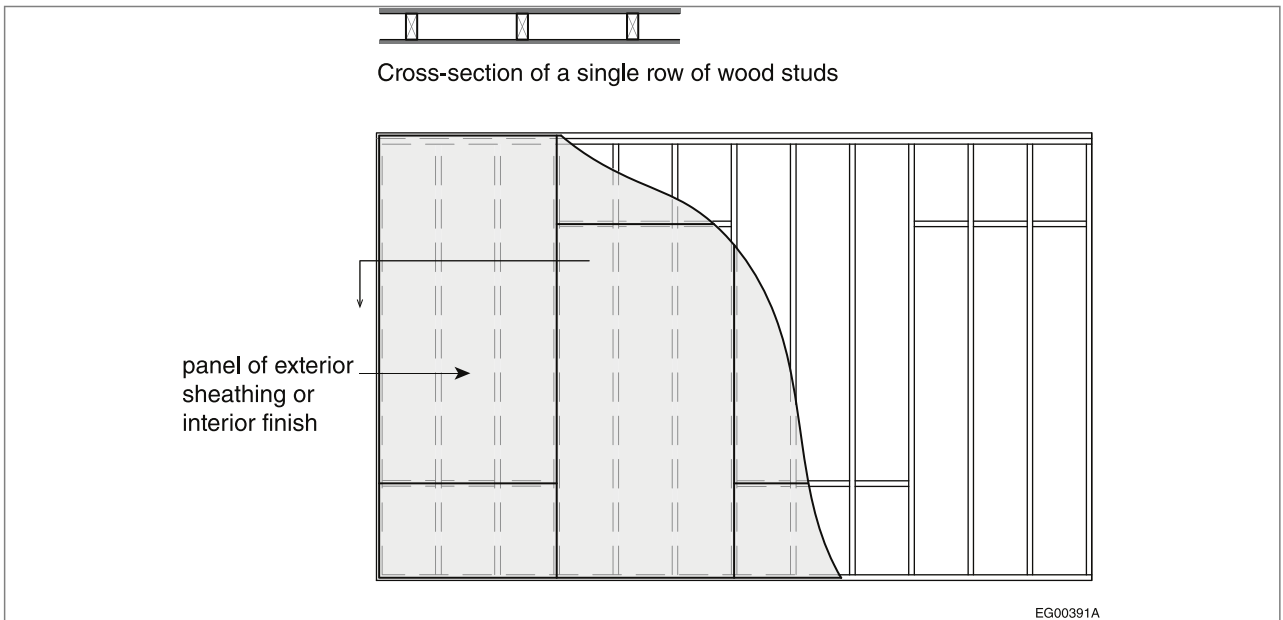 Cross-section of a single row of wood studs
panel of exterior
sheathing or
interior finish
EG00391A